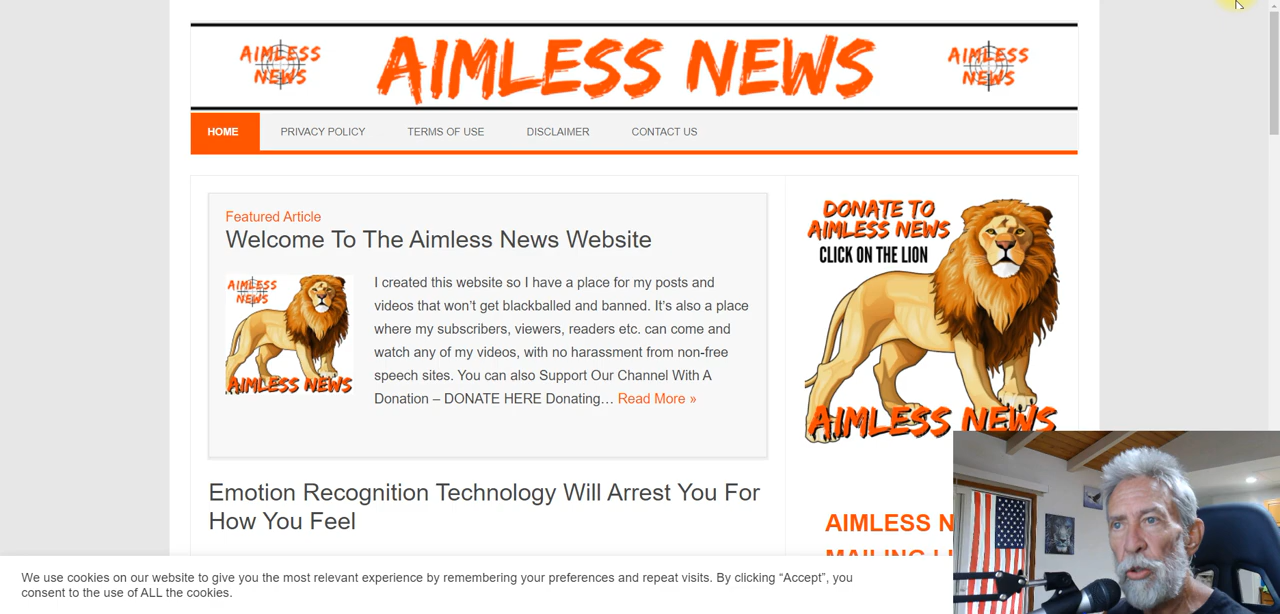 AIMLESS
NEWS
AIMLESS NEWS
AIMLESS
NEWS
HOME
PRIVACY POLICY
TERMS OF USE
DISCLAIMER
CONTACT US
Featured Article
Welcome To The Aimless News Website
AIMLESS
NEWS
AIMLESS NEWS
I created this website so I have a place for my posts and
videos that won’t get blackballed and banned. It’s also a place
where my subscribers, viewers, readers etc. can come and
watch any of my videos, with no harassment from non-free
speech sites. You can also Support Our Channel With A
Donation – DONATE HERE Donating… Read More »
Emotion Recognition Technology Will Arrest You For
How You Feel
DONATE TO
AIMLESS NEWS
CLICK ON THE LION
AIMLESS NEWS
AIMLESS N
MAILING LI
We use cookies on our website to give you the most relevant experience by remembering your preferences and repeat visits. By clicking “Accept”, you
consent to the use of ALL the cookies.